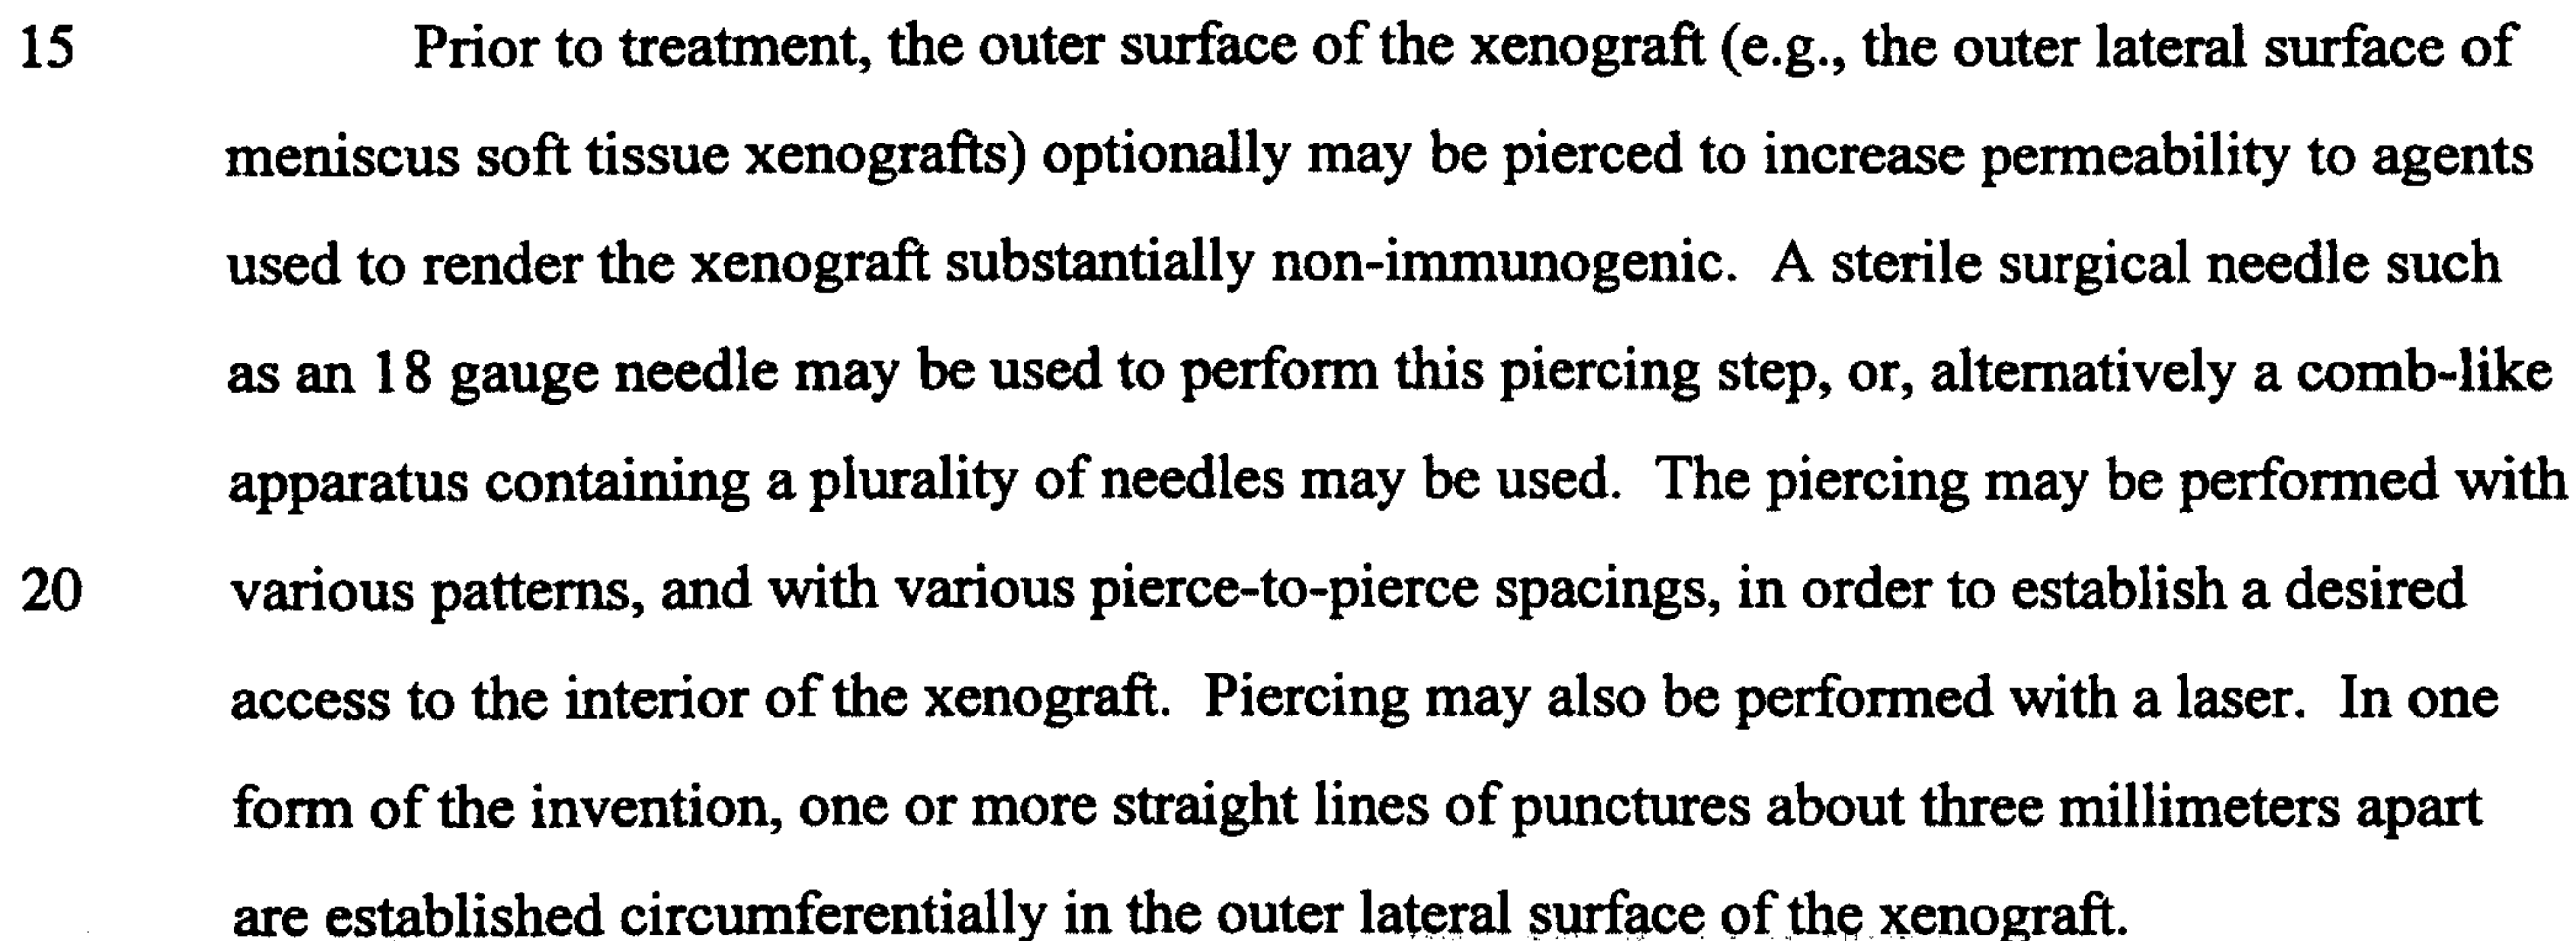 15 Prior to treatment, the outer surface of the xenograft (e.g., the outer lateral surface of
meniscus soft tissue xenografts) optionally may be pierced to increase permeability to agents
used to render the xenograft substantially non-immunogenic. A sterile surgical needle such
as an 18 gauge needle may be used to perform this piercing step, or, alternatively a comb-like
apparatus containing a plurality of needles may be used. The piercing may be performed with
20 various patterns, and with various pierce-to-pierce spacings, in order to establish a desired
access to the interior of the xenograft. Piercing may also be performed with a laser. In one
form of the invention, one or more straight lines of punctures about three millimeters apart
are established circumferentially in the outer lateral surface of the xenograft.